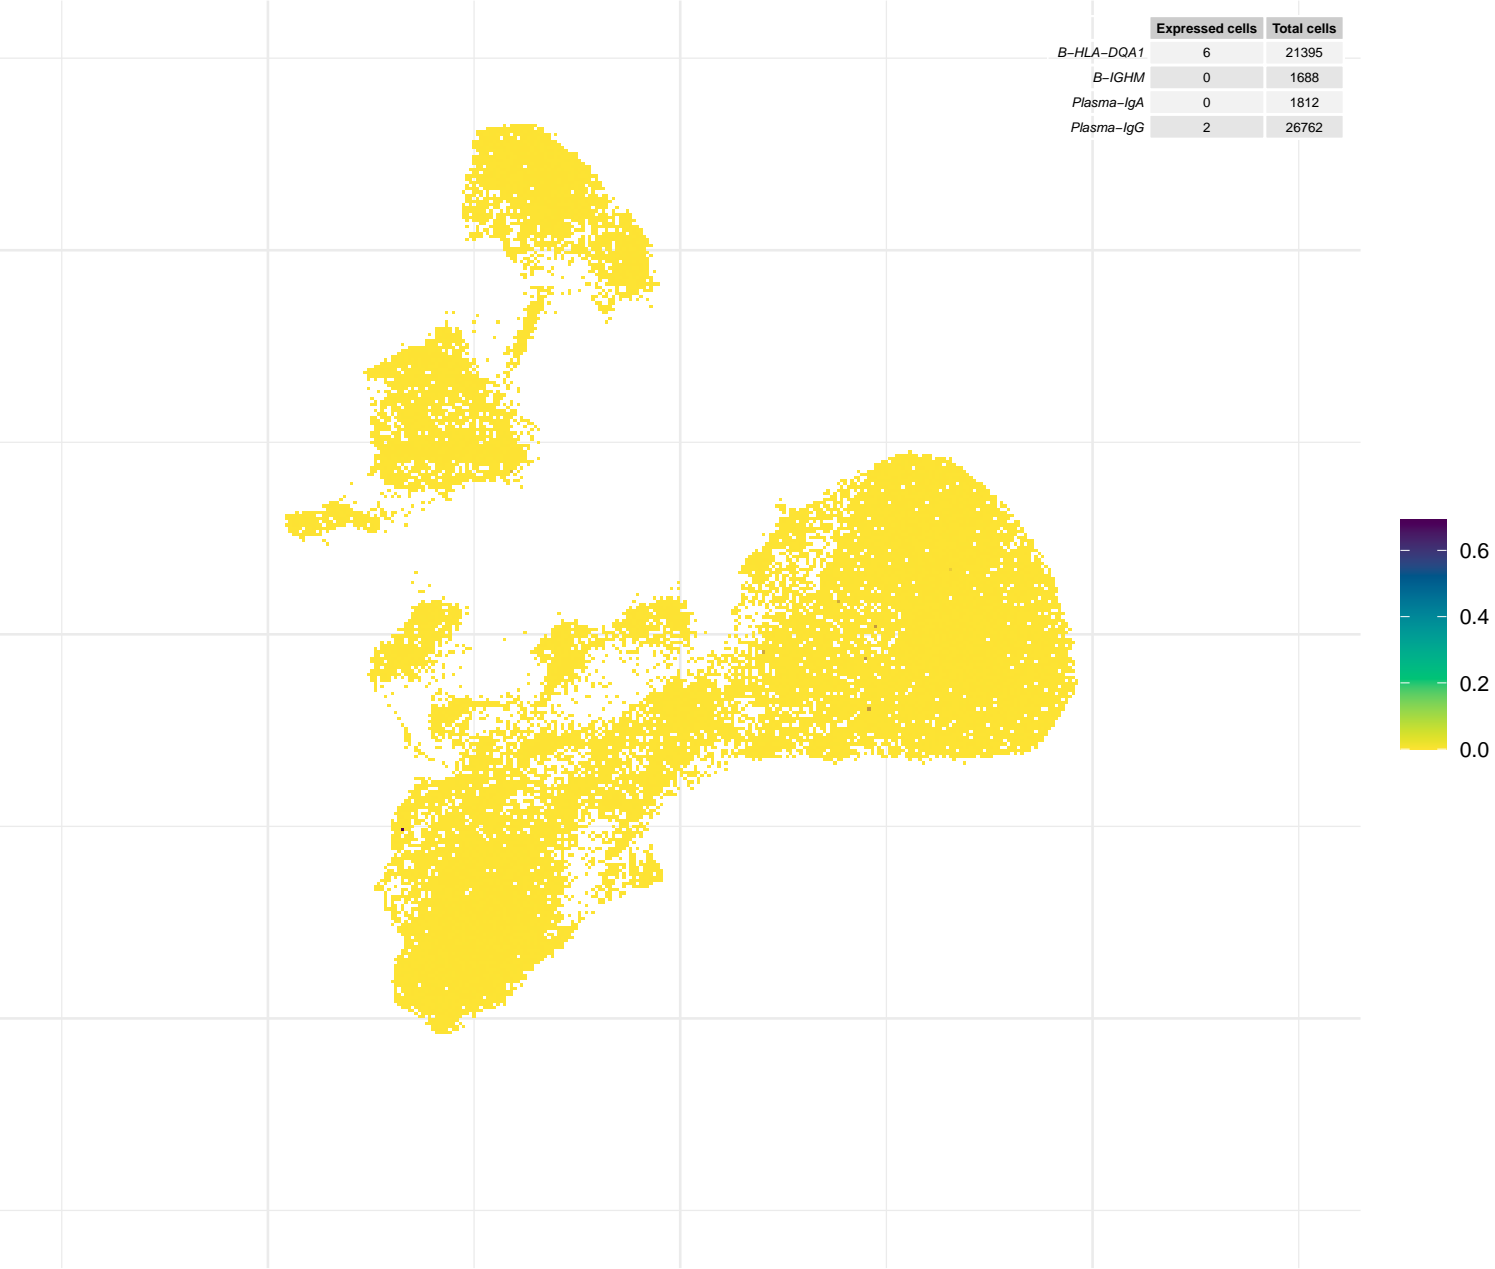 Expressed cells Total cells
B−HLA−DQA1 6 21395
B−IGHM 0 1688
Plasma−IgA 0 1812
Plasma−IgG 2 26762
0.6
0.4
0.2
0.0